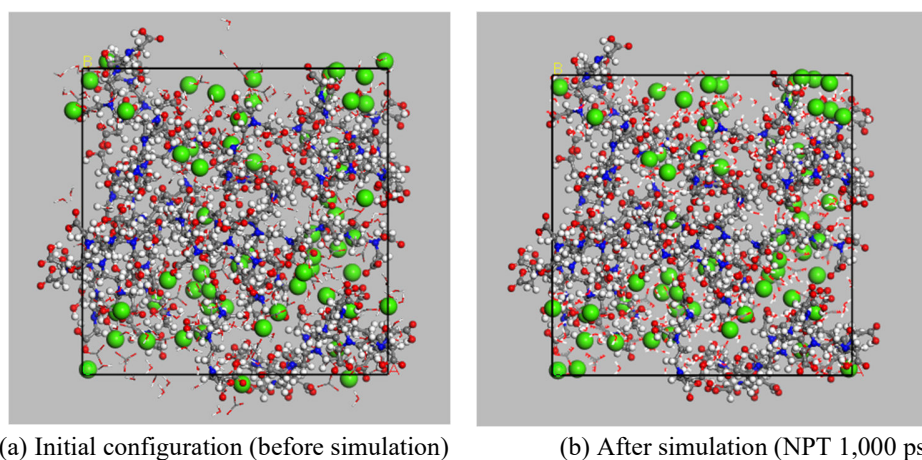 B
A
B
A
(a) Initial configuration (before simulation)
(b) After simulation (NPT 1,000 ps